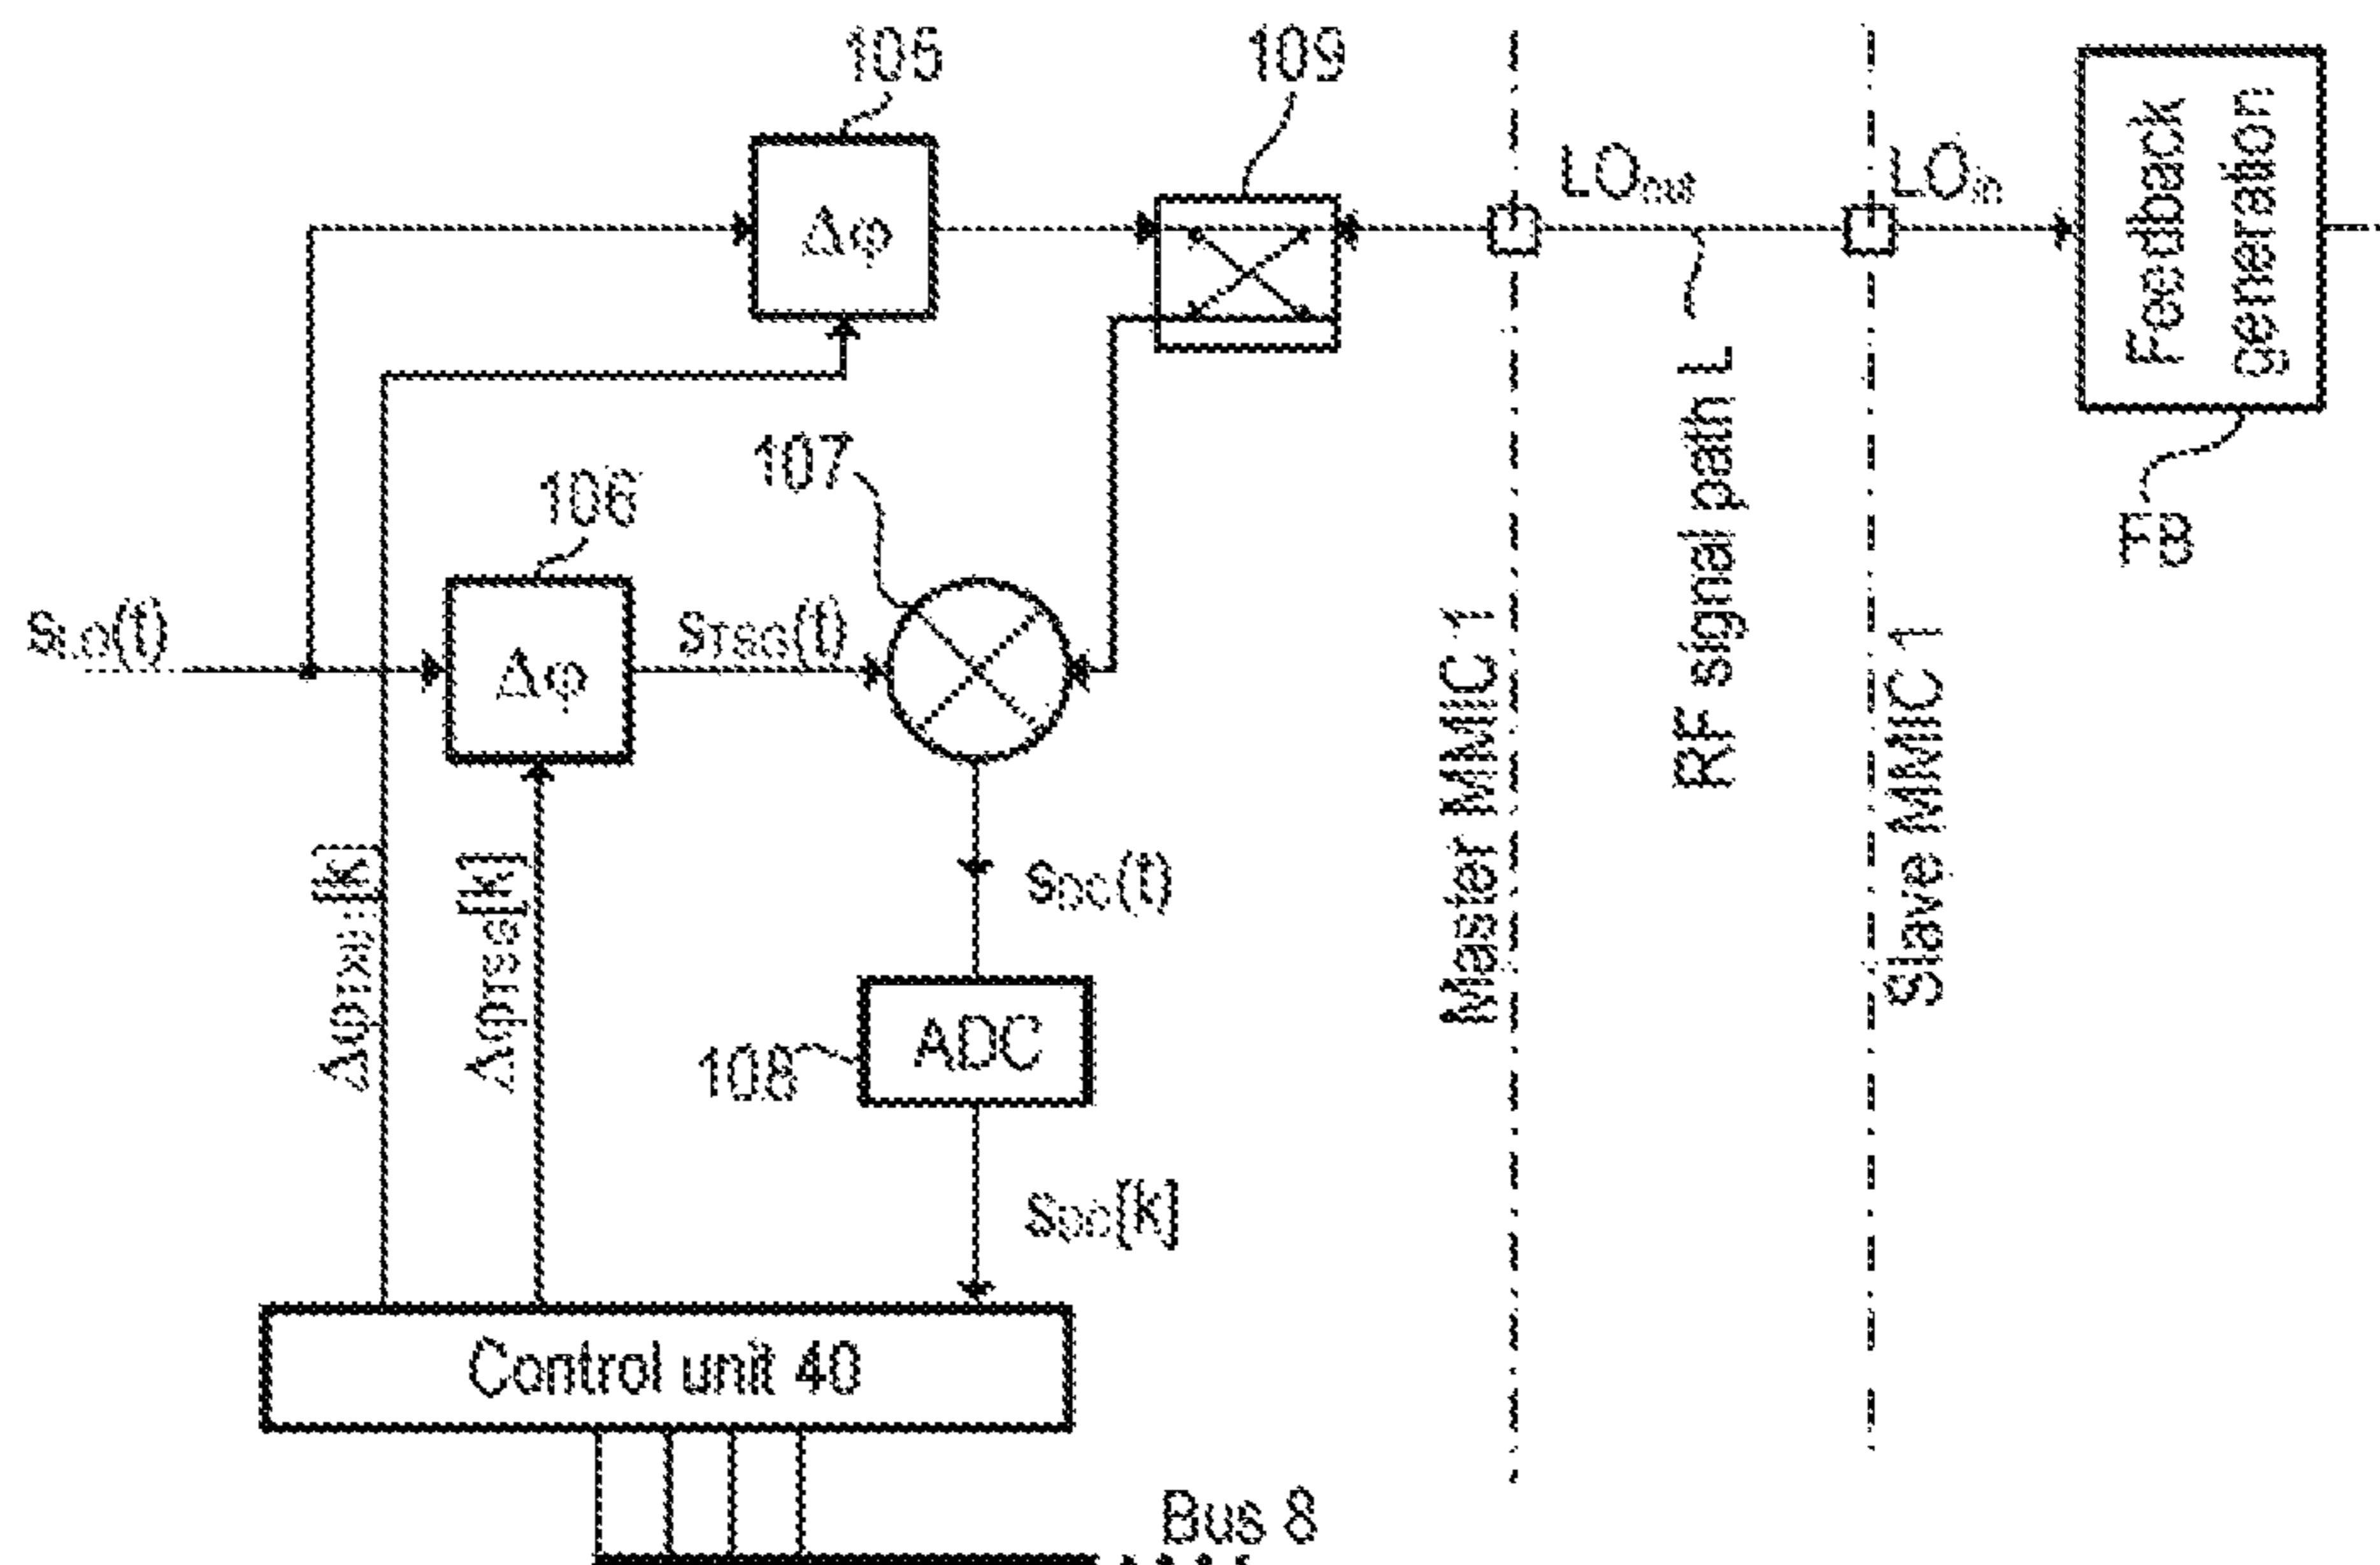 105
109
LOout
LOin
Feedback
generation
Δφ
106
107
RF signal path L
sLO(t)
Δφ
sTSG(t)
Master MMIC 1
Slave MMIC 1
sDC(t)
108
ADC
sDC[k]
Control unit 40
Bus 8